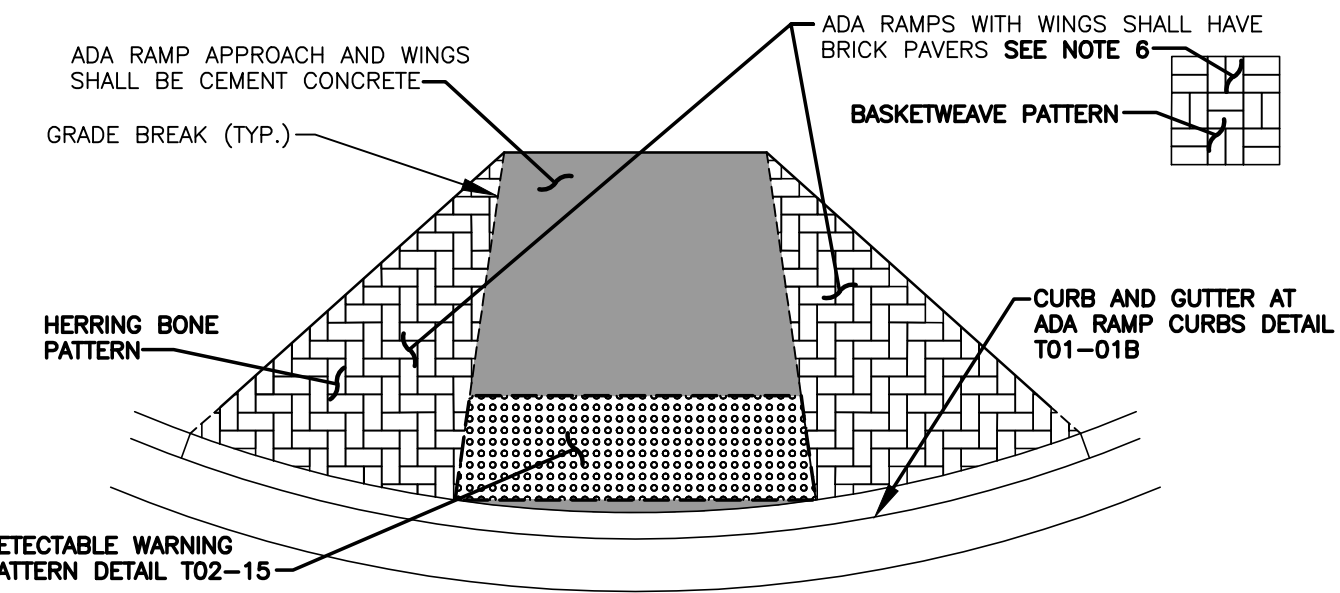 ADA RAMP APPROACH AND WINGS
SHALL BE CEMENT CONCRETE
GRADE BREAK (TYP.)
ADA RAMPS WITH WINGS SHALL HAVE
BRICK PAVERS SEE NOTE 6
BASKETWEAVE PATTERN
HERRING BONE
PATTERN
CURB AND GUTTER AT
ADA RAMP CURBS DETAIL
T01-01B
ETECTABLE WARNING
ATTERN DETAIL T02-15